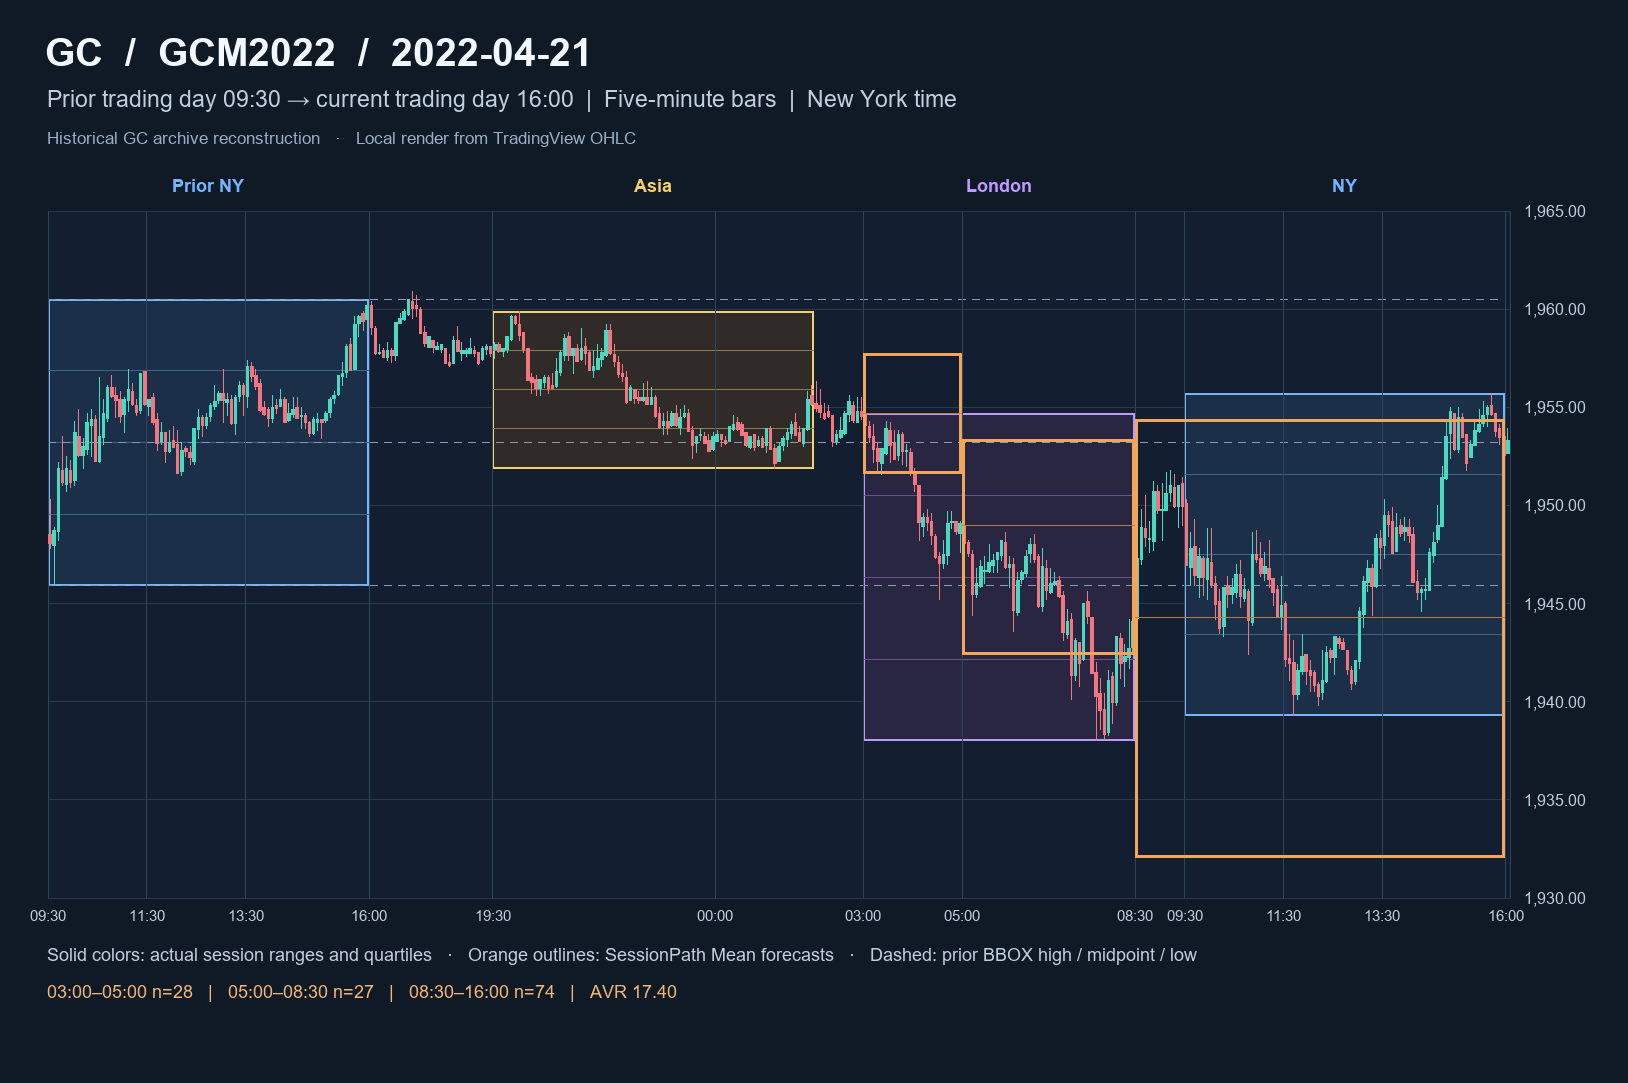 GC / GCM2022 / 2022-04-21
Prior trading day 09:30 → current trading day 16:00 | Five-minute bars | New York time
Historical GC archive reconstruction · Local render from TradingView OHLC
Prior NY Asia London NY
1,965.00
1,960.00
1,955.00
1,950.00
1,945.00
1,940.00
1,935.00
1,930.00
09:30 11:30 13:30 16:00 19:30 00:00 03:00 05:00 08:30 09:30 11:30 13:30 16:00
Solid colors: actual session ranges and quartiles · Orange outlines: SessionPath Mean forecasts · Dashed: prior BBOX high / midpoint / low
03:00–05:00 n=28 | 05:00–08:30 n=27 | 08:30–16:00 n=74 | AVR 17.40